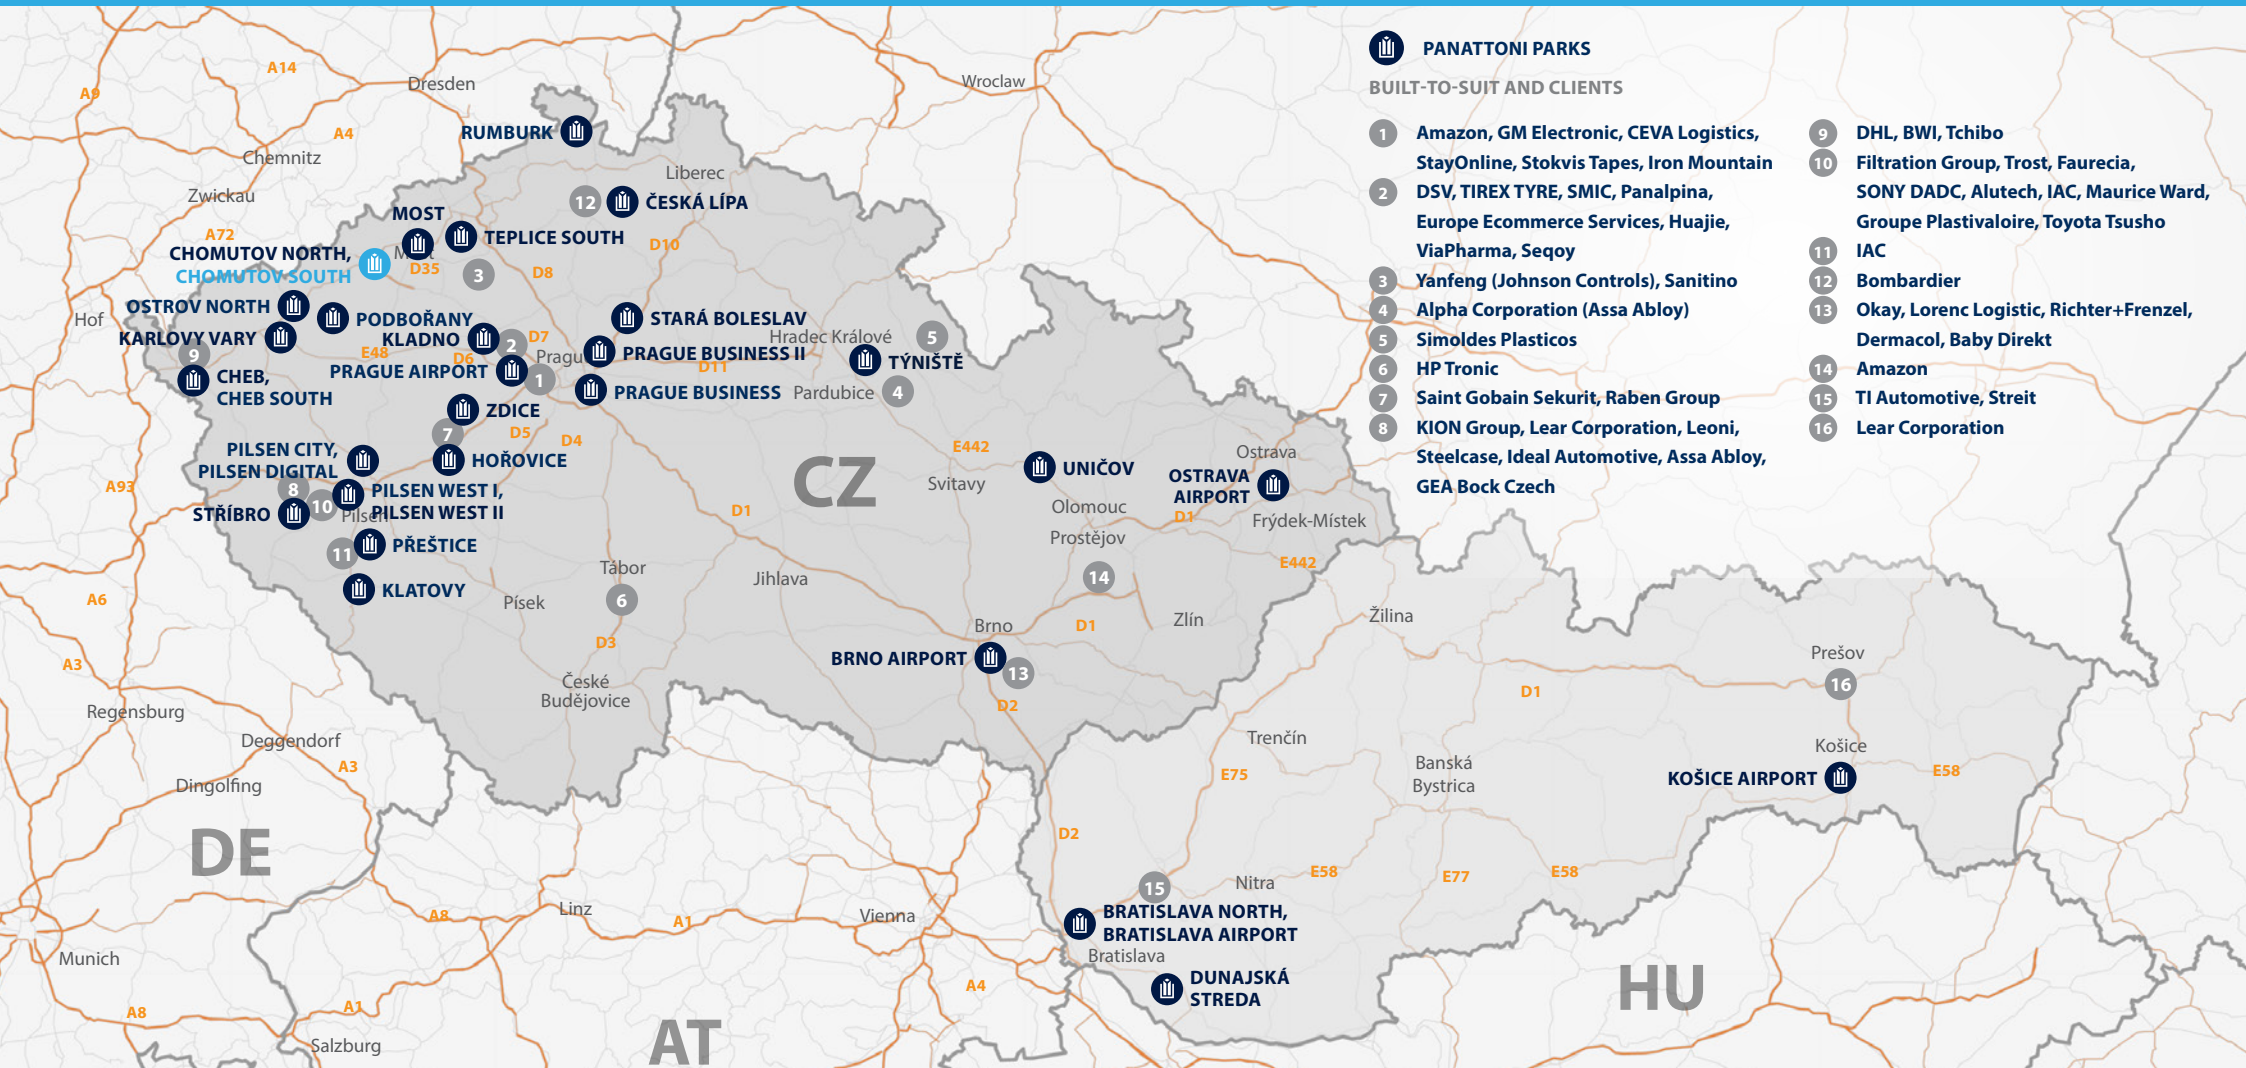 PANATTONI PARKS
BUILT-TO-SUIT AND CLIENTS
1 Amazon, GM Electronic, CEVA Logistics,
StayOnline, Stokvis Tapes, Iron Mountain
2 DSV, TIREX TYRE, SMIC, Panalpina,
Europe Ecommerce Services, Huajie,
ViaPharma, Seqoy
3 Yanfeng (Johnson Controls), Sanitino
4 Alpha Corporation (Assa Abloy)
5 Simoldes Plasticos
6 HP Tronic
7 Saint Gobain Sekurit, Raben Group
8 KION Group, Lear Corporation, Leoni,
Steelcase, Ideal Automotive, Assa Abloy,
GEA Bock Czech
9 DHL, BWI, Tchibo
10 Filtration Group, Trost, Faurecia,
SONY DADC, Alutech, IAC, Maurice Ward,
Groupe Plastivaloire, Toyota Tsusho
11 IAC
12 Bombardier
13 Okay, Lorenc Logistic, Richter+Frenzel,
Dermacol, Baby Direkt
14 Amazon
15 TI Automotive, Streit
16 Lear Corporation
A14
A9
Dresden
Wroclaw
A4
RUMBURK
Chemnitz
Liberec
Zwickau
12
ČESKÁ LÍPA
MOST
A72
TEPLICE SOUTH
D10
CHOMUTOV NORTH,
CHOMUTOV SOUTH
D35
3
D8
OSTROV NORTH
Hof
PODBOŘANY
STARÁ BOLESLAV
KARLOVY VARY
KLADNO
2
D7
Hradec Králové
5
9
E48
D6
Pragu
PRAGUE BUSINESS II
D11
TÝNIŠTĚ
PRAGUE AIRPORT
1
CHEB,
CHEB SOUTH
PRAGUE BUSINESS
Pardubice
4
ZDICE
7
D5
D4
PILSEN CITY,
PILSEN DIGITAL
HOŘOVICE
E442
CZ
UNIČOV
Ostrava
OSTRAVA
AIRPORT
A93
8
PILSEN WEST I,
PILSEN WEST II
Svitavy
STŘÍBRO
10
Pilsen
D1
Olomouc
D1
Frýdek-Místek
PŘEŠTICE
11
Prostějov
E442
Tábor
Jihlava
14
KLATOVY
A6
Písek
6
Zlín
Žilina
Brno
D1
D3
A3
BRNO AIRPORT
13
Prešov
16
České
Budějovice
D1
D2
Regensburg
Trenčín
Deggendorf
Košice
A3
E75
Banská
Bystrica
KOŠICE AIRPORT
E58
Dingolfing
DE
D2
15
Nitra
E58
E77
E58
A8
Linz
A1
Vienna
BRATISLAVA NORTH,
BRATISLAVA AIRPORT
Bratislava
Munich
DUNAJSKÁ
STREDA
A4
HU
A8
A1
Salzburg
AT